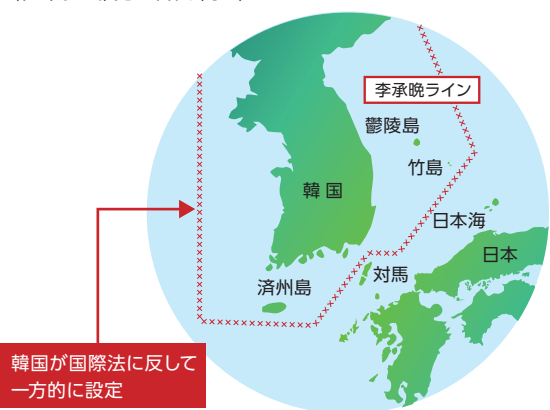 李承晩ライン
鬱陵島
竹島
韓国
日本海
日本
対馬
済州島
韓国が国際法に反して
一方的に設定